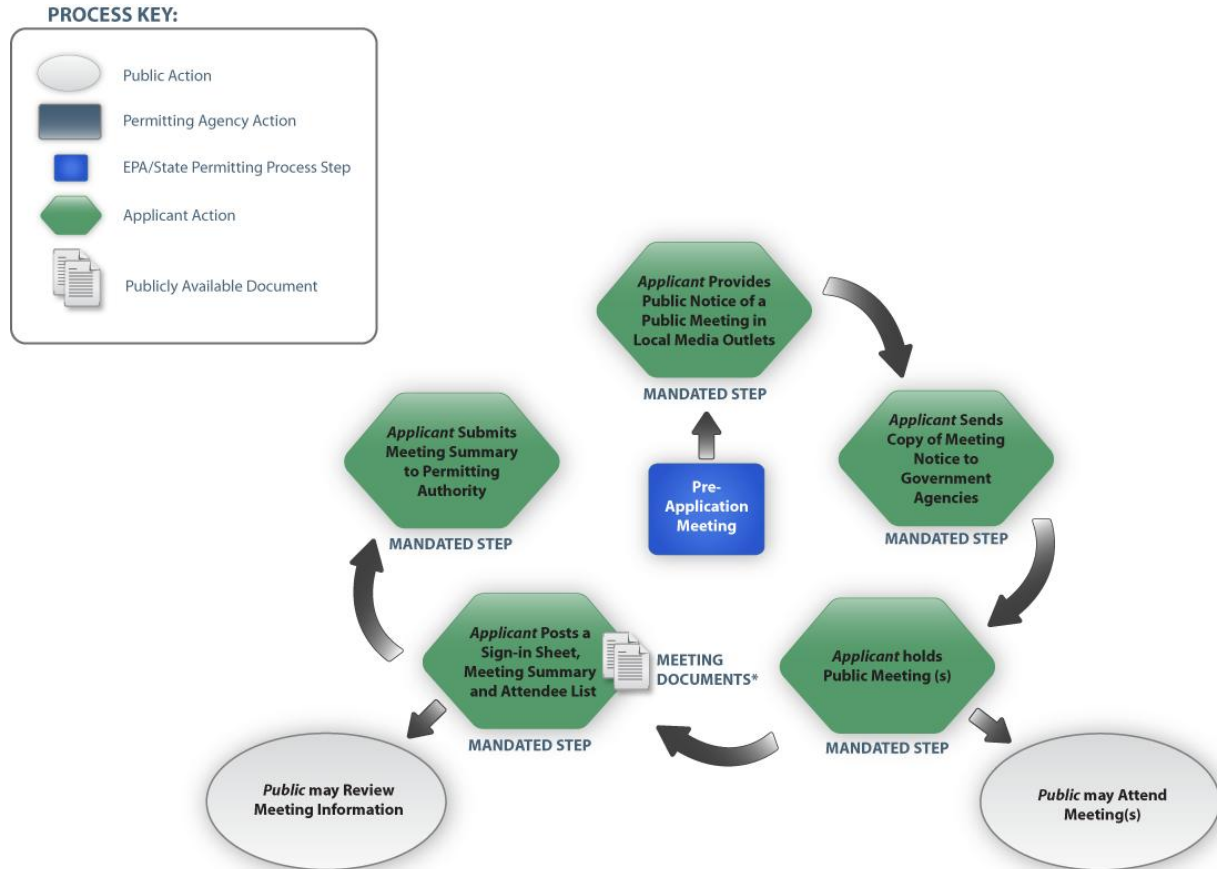 PROCESS KEY:
Public Action
Permitting Agency Action
EPA/State Permitting Process Step
Applicant Action
Publicly Available Document
Applicant Provides
Public Notice of a
Public Meeting in
Local Media Outlets
MANDATED STEP
Applicant Sends
Copy of Meeting
Notice to
Government
Agencies
MANDATED STEP
Applicant Submits
Meeting Summary
to Permitting
Authority
MANDATED STEP
Pre-
Application
Meeting
Applicant Posts a
Sign-in Sheet,
Meeting Summary
and Attendee List
MANDATED STEP
MEETING
DOCUMENTS*
Applicant holds
Public Meeting (s)
MANDATED STEP
Public may Review
Meeting Information
Public may Attend
Meeting(s)